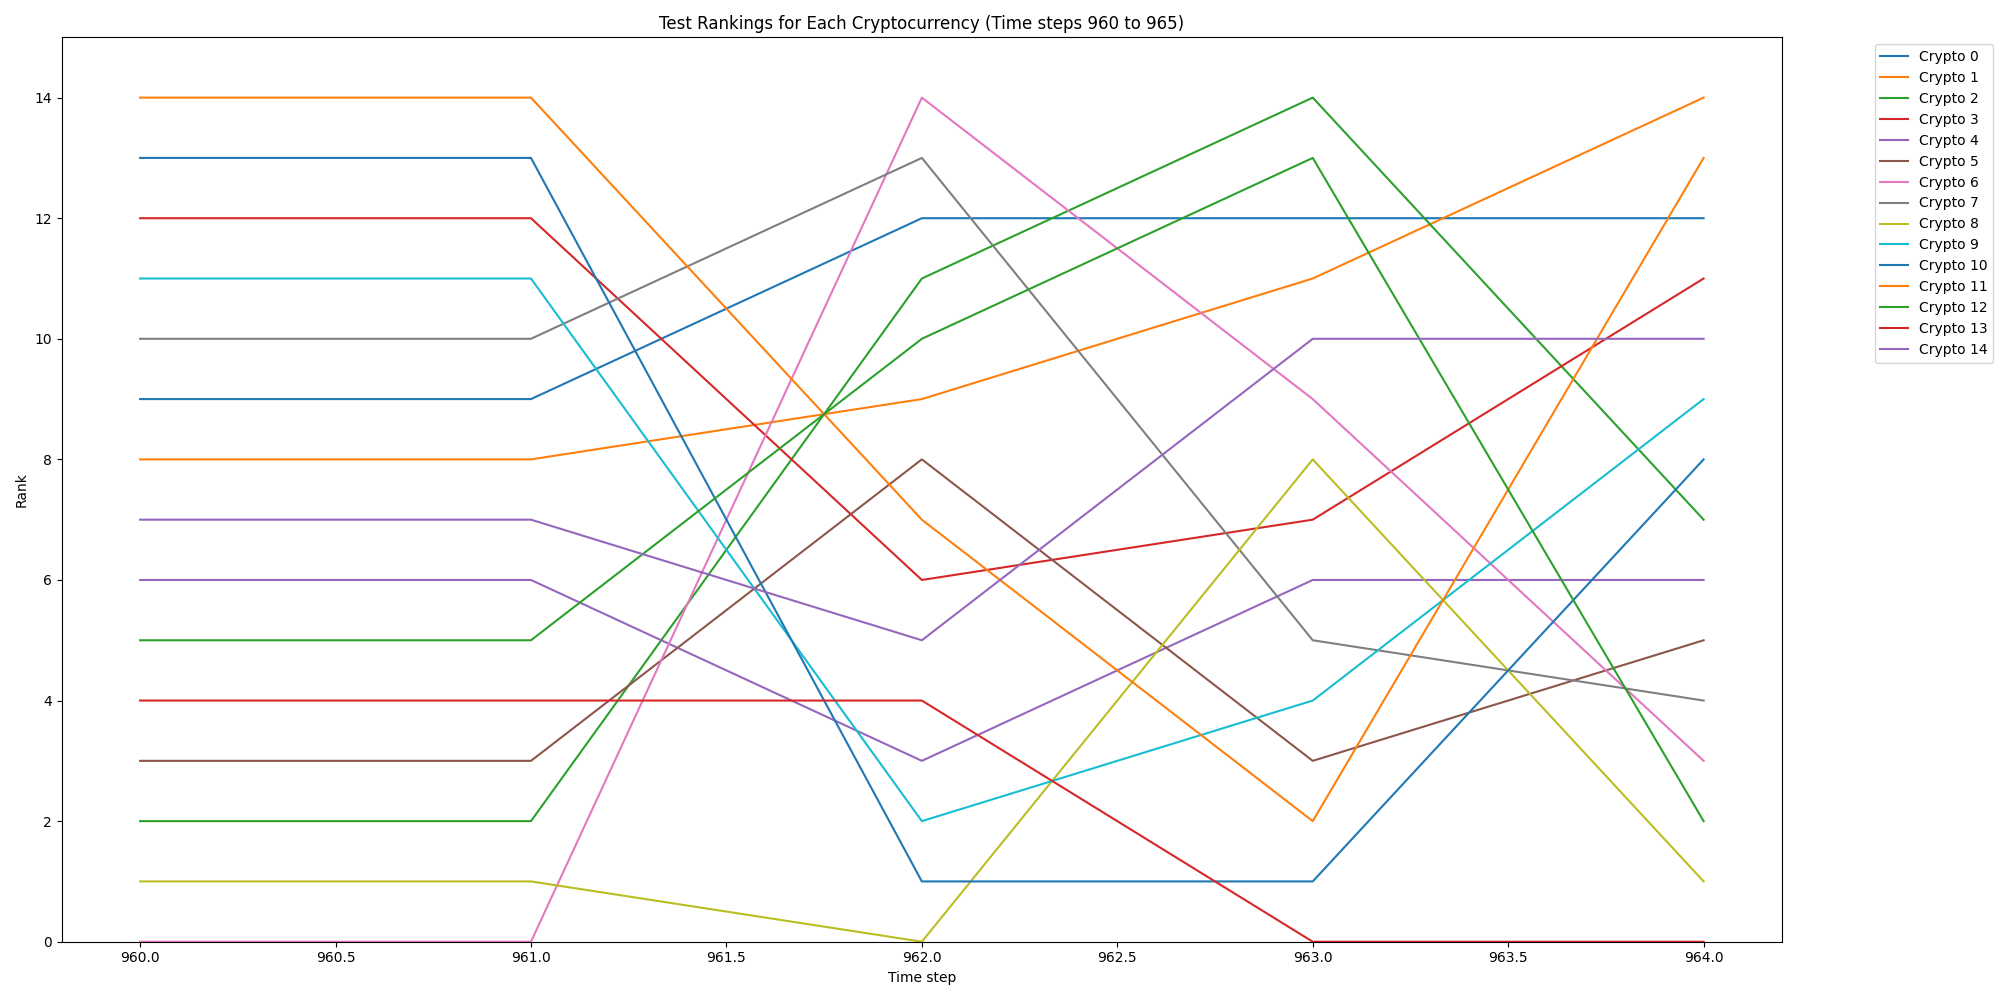 Test Rankings for Each Cryptocurrency (Time steps 960 to 965)
Crypto 0
Crypto 1
Crypto 2
Crypto 3
Crypto 4
Crypto 5
Crypto 6
Crypto 7
Crypto 8
Crypto 9
Crypto 10
Crypto 11
Crypto 12
Crypto 13
Crypto 14
Rank
14
12
10
8
6
4
2
0
960.0 960.5 961.0 961.5 962.0 962.5 963.0 963.5 964.0
Time step